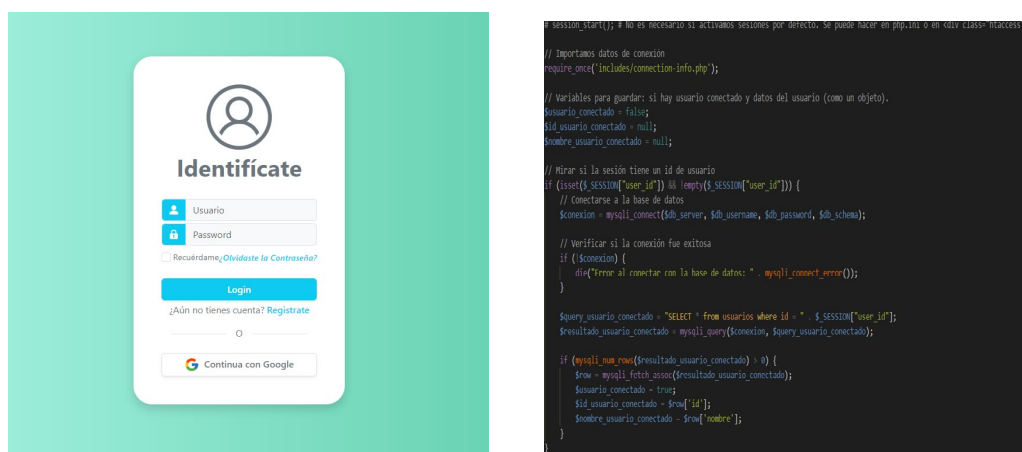 Identifícate
Usuario
Password
Recuérdame¿Olvidaste la Contraseña?
Login
¿Aún no tienes cuenta? Registrate
O
Continua con Google
# session_start(); # No es necesario si activamos sesiones por defecto. Se puede hacer en php.ini o en <div class="htaccess
// Importamos datos de conexión
require_once('includes/connection-info.php');
// Variables para guardar: si hay usuario conectado y datos del usuario (como un objeto).
$usuario_conectado = false;
$id_usuario_conectado = null;
$nombre_usuario_conectado = null;
// Mirar si la sesión tiene un id de usuario
if (isset($_SESSION["user_id"]) && !empty($_SESSION["user_id"])) {
// Conectarse a la base de datos
$conexion = mysqli_connect($db_server, $db_username, $db_password, $db_schema);
// Verificar si la conexión fue exitosa
if (!$conexion) {
die("Error al conectar con la base de datos: " . mysqli_connect_error());
}
$query_usuario_conectado = "SELECT * from usuarios where id = " . $_SESSION["user_id"];
$resultado_usuario_conectado = mysqli_query($conexion, $query_usuario_conectado);
if (mysqli_num_rows($resultado_usuario_conectado) > 0) {
$row = mysqli_fetch_assoc($resultado_usuario_conectado);
$usuario_conectado = true;
$id_usuario_conectado = $row['id'];
$nombre_usuario_conectado = $row['nombre'];
}
}